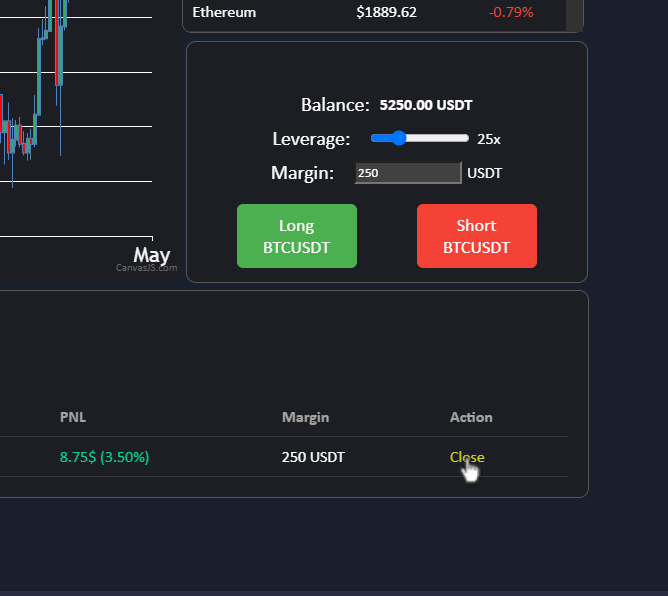 Ethereum $1889.62 -0.79%
Balance: 5250.00 USDT
Leverage: 25x
Margin: 250 USDT
Long
BTCUSDT
Short
BTCUSDT
May
CanvasJS.com
PNL Margin Action
8.75$ (3.50%) 250 USDT Close